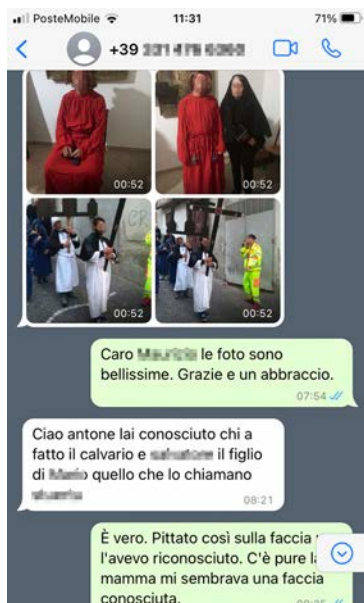 PosteMobile 11:31 71%
+39
00:52 00:52
00:52 00:52
Caro le foto sono
bellissime. Grazie e un abbraccio.
07:54
Ciao antone lai conosciuto chi a
fatto il calvario e il figlio
di quello che lo chiamano
08:21
È vero. Pittato così sulla faccia
l'avevo riconosciuto. C'è pure
mamma mi sembrava una faccia
conosciuta.